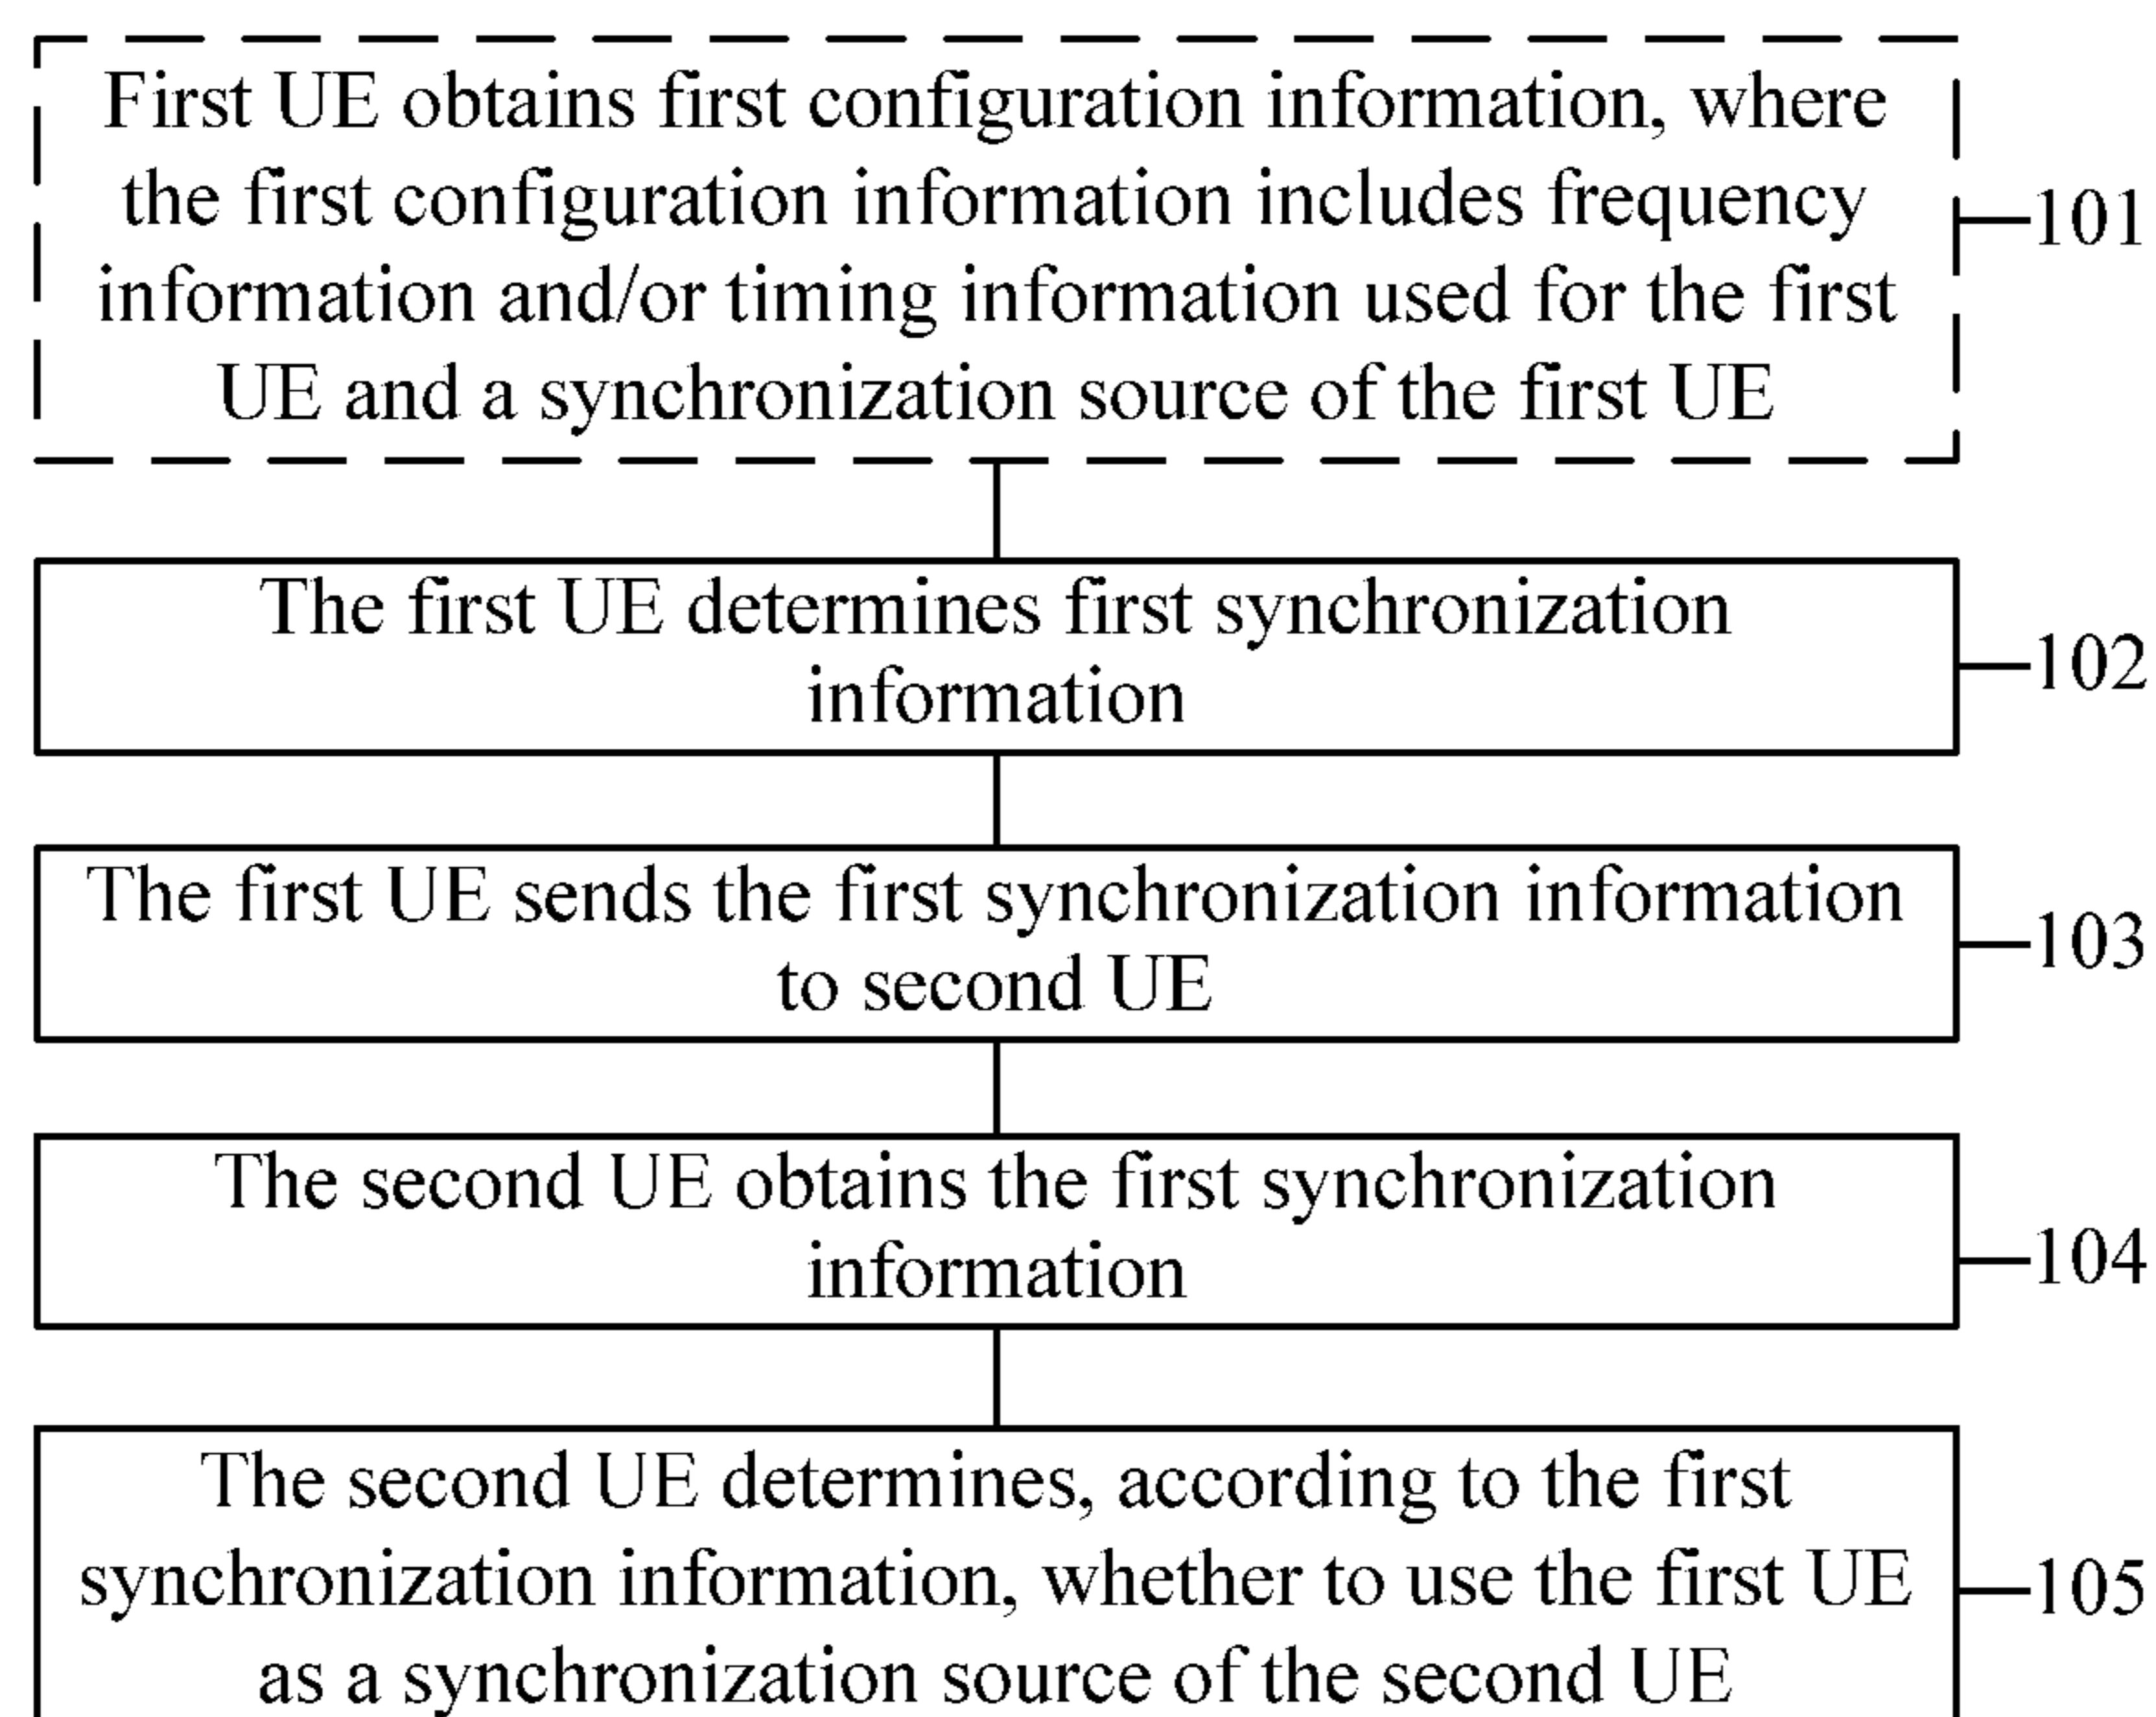 First UE obtains first configuration information, where
the first configuration information includes frequency
information and/or timing information used for the first
UE and a synchronization source of the first UE
101
The first UE determines first synchronization
information
102
The first UE sends the first synchronization information
to second UE
103
The second UE obtains the first synchronization
information
104
The second UE determines, according to the first
synchronization information, whether to use the first UE
as a synchronization source of the second UE
105